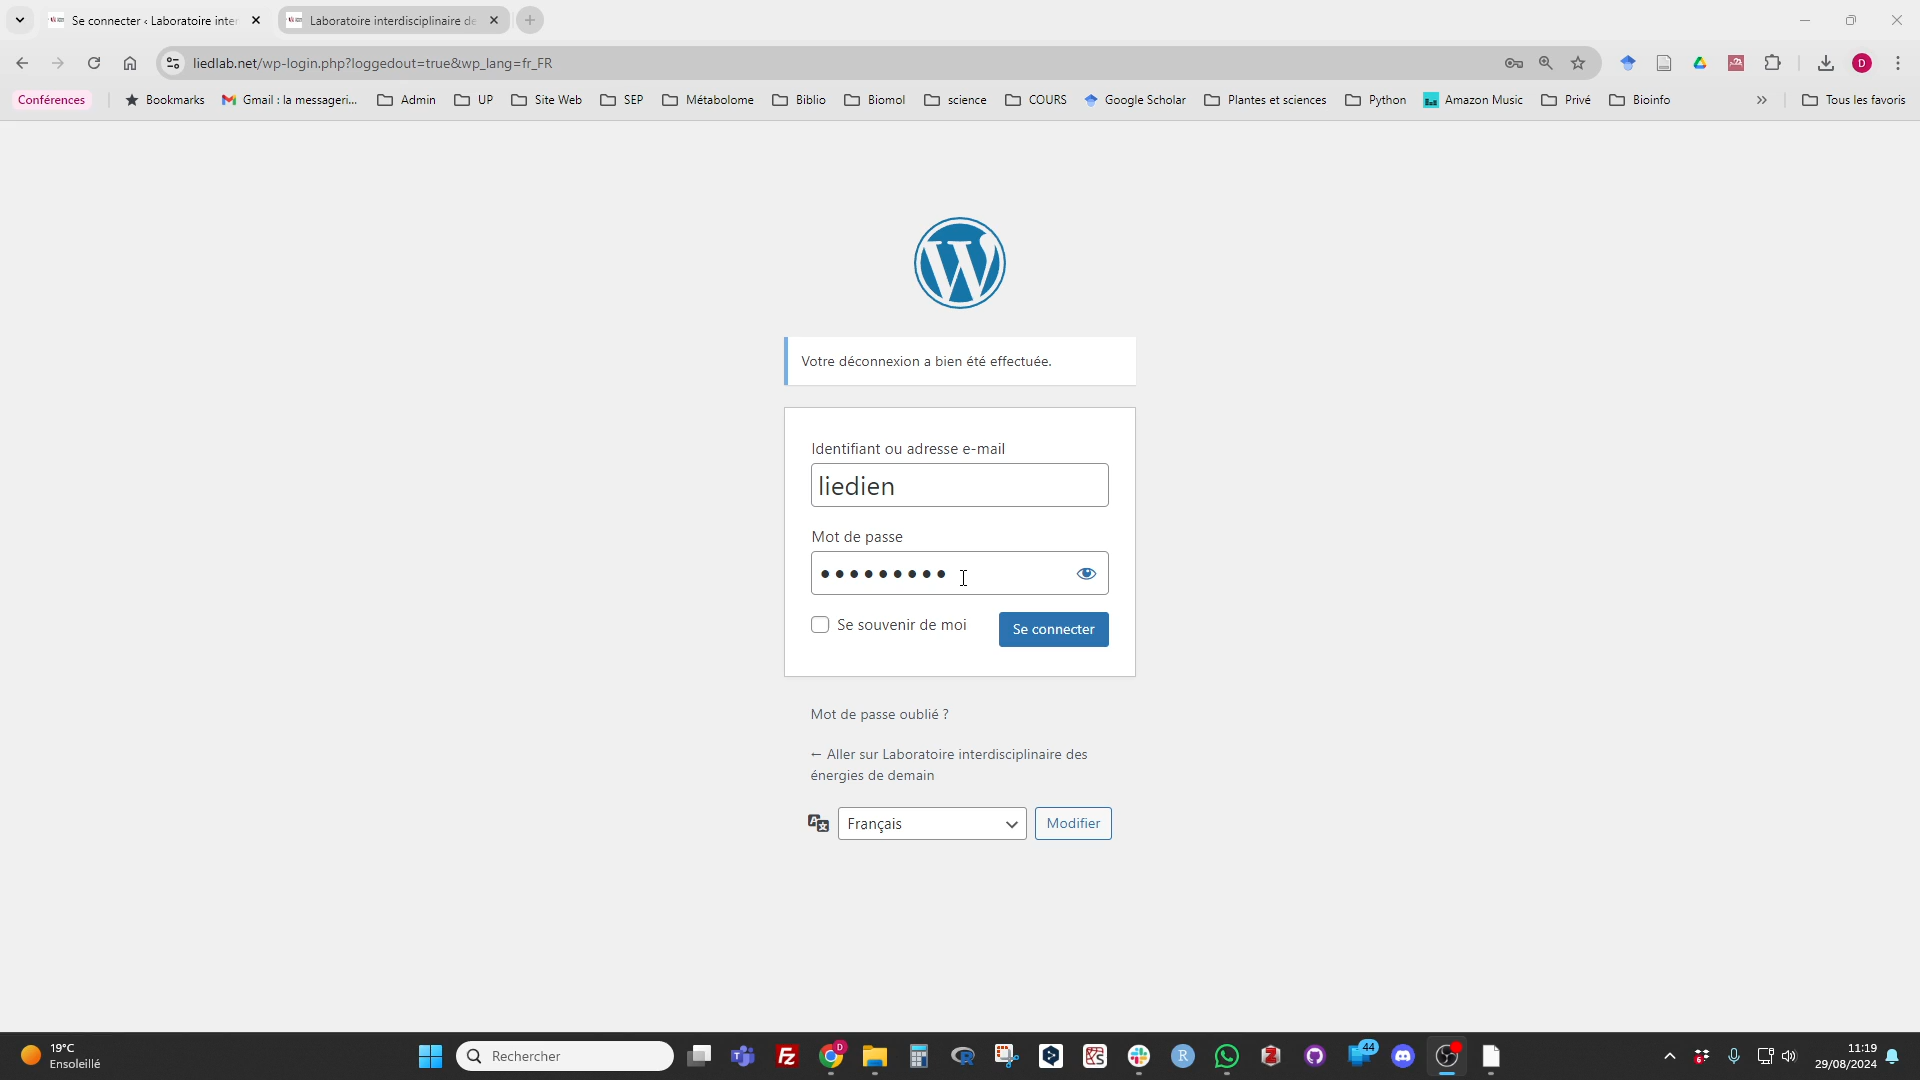 Se connecter ‹ Laboratoire inter
Laboratoire interdisciplinaire de
liedlab.net/wp-login.php?loggedout=true&wp_lang=fr_FR
Conférences Bookmarks Gmail : la messageri... Admin UP Site Web SEP Métabolome Biblio Biomol science COURS Google Scholar Plantes et sciences Python Amazon Music Privé Bioinfo » Tous les favoris
Votre déconnexion a bien été effectuée.
Identifiant ou adresse e-mail
liedien
Mot de passe
Se souvenir de moi
Se connecter
Mot de passe oublié ?
← Aller sur Laboratoire interdisciplinaire des
énergies de demain
Français
Modifier
19°C
Ensoleillé
Rechercher
44
11:19
29/08/2024